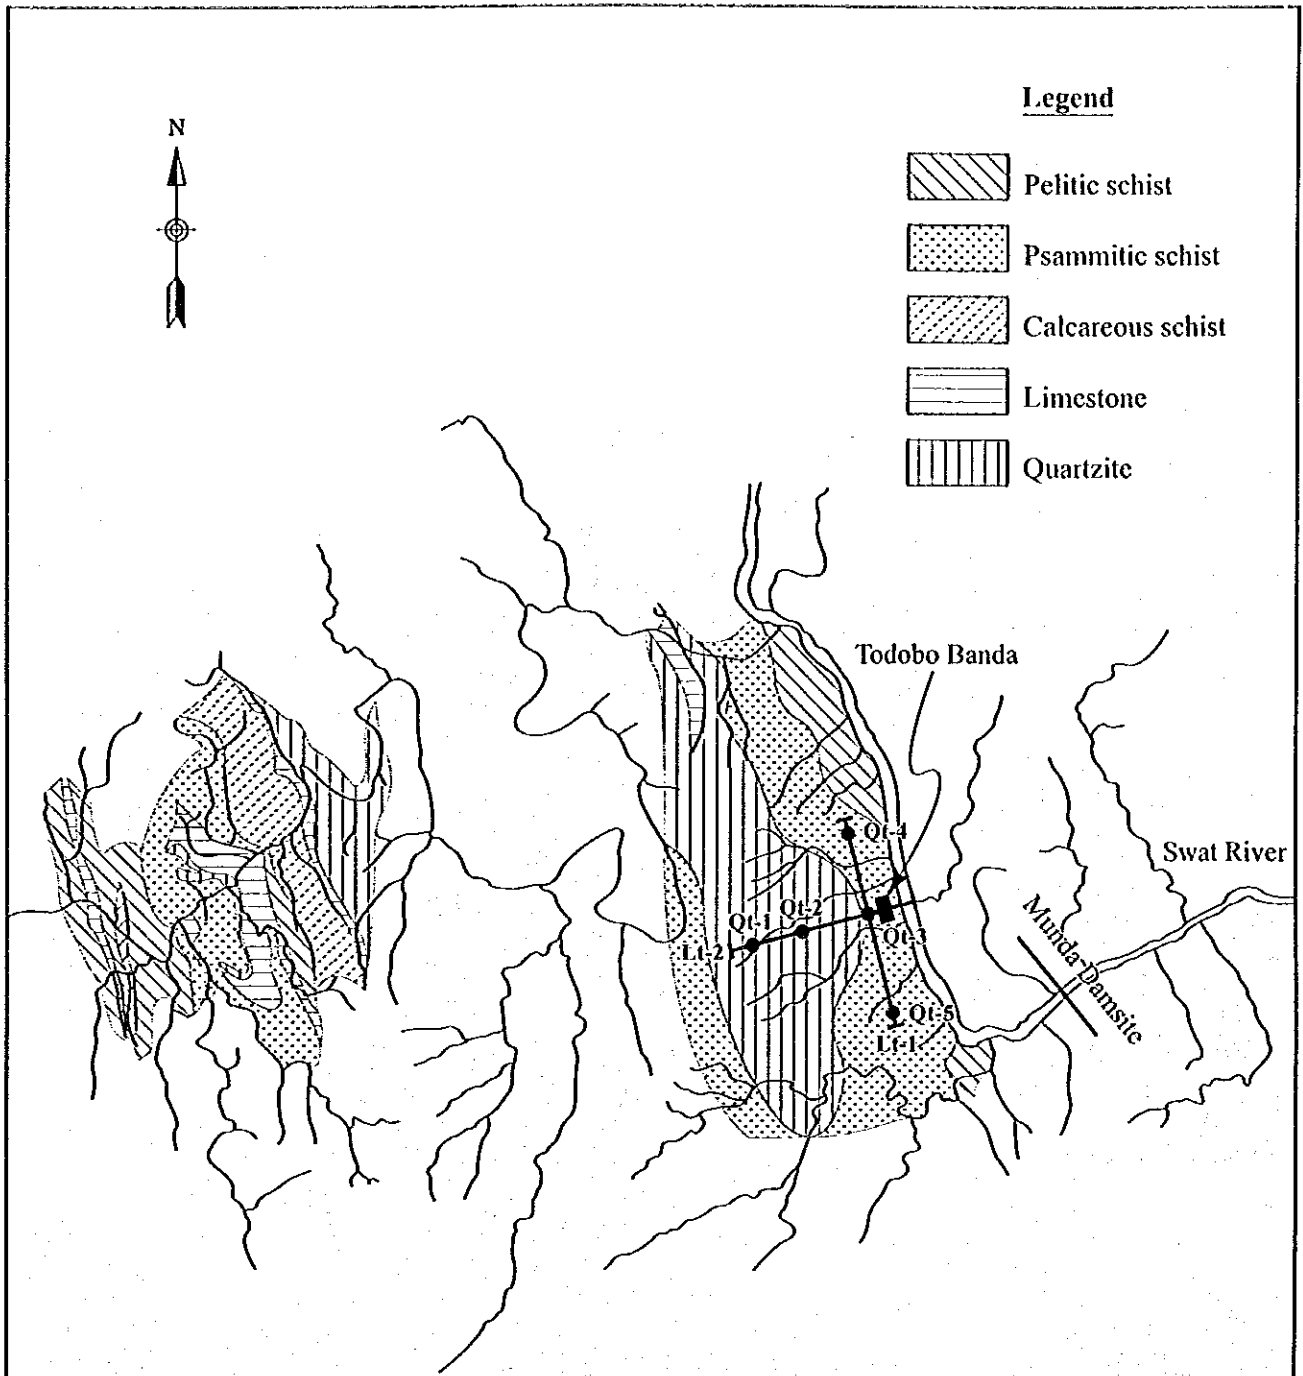 Legend
N
Pelitic schist
Psammitic schist
Calcareous schist
Limestone
Quartzite
Todobo Banda
Qt-4
Swat River
Qt-1
Qt-2
Qt-3
Lt-2
Munda Damsite
Qt-5
Lt-1